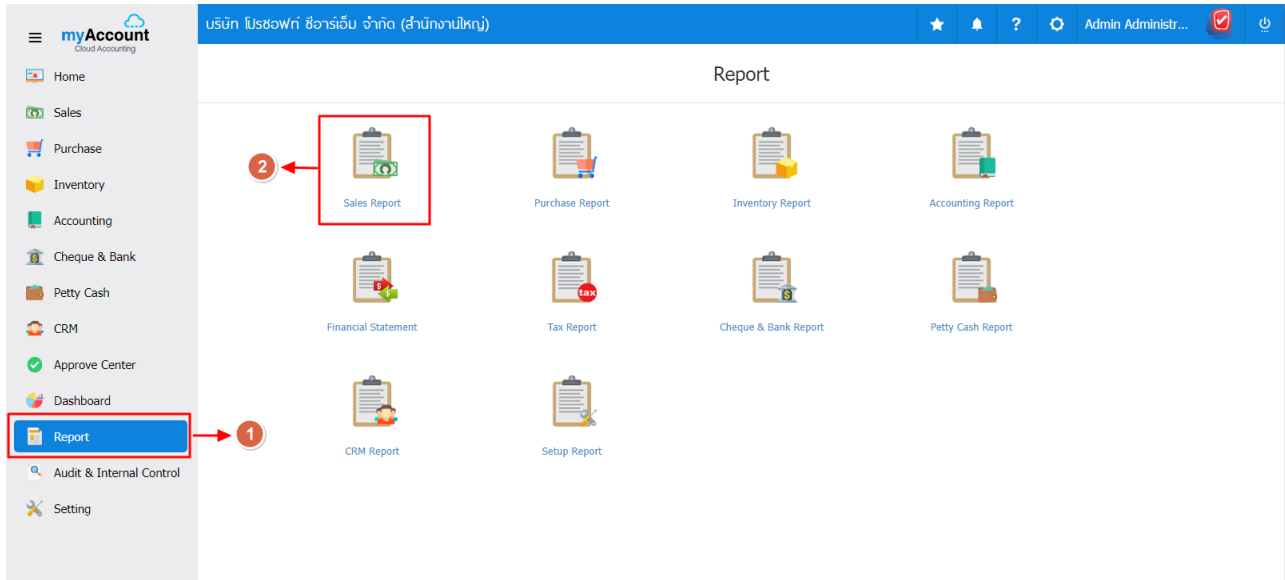 myAccount
Cloud Accounting
บริษัท โปรซอฟท์ ซีอาร์เอ็ม จำกัด (สำนักงานใหญ่)
?
Admin Administr...
Home
Sales
Purchase
Inventory
Accounting
Cheque & Bank
Petty Cash
CRM
Approve Center
Dashboard
Report
Audit & Internal Control
Setting
1
Report
2
Sales Report
Purchase Report
Inventory Report
Accounting Report
Financial Statement
tax
Tax Report
Cheque & Bank Report
Petty Cash Report
CRM Report
Setup Report